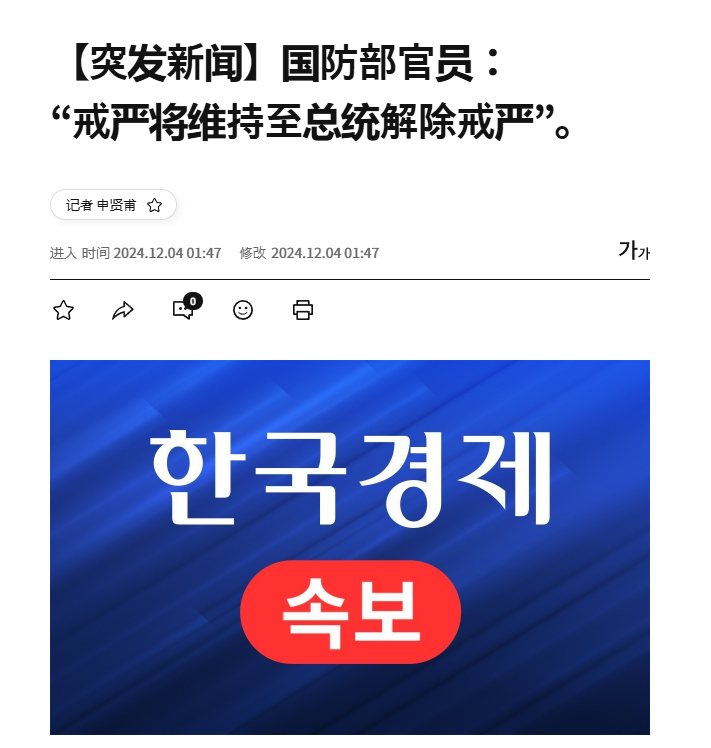 【突发新闻】国防部官员：
“戒严将维持至总统解除戒严”。
记者 申贤甫
进入 时间 2024.12.04 01:47 修改 2024.12.04 01:47
가가
0
한국경제
속보